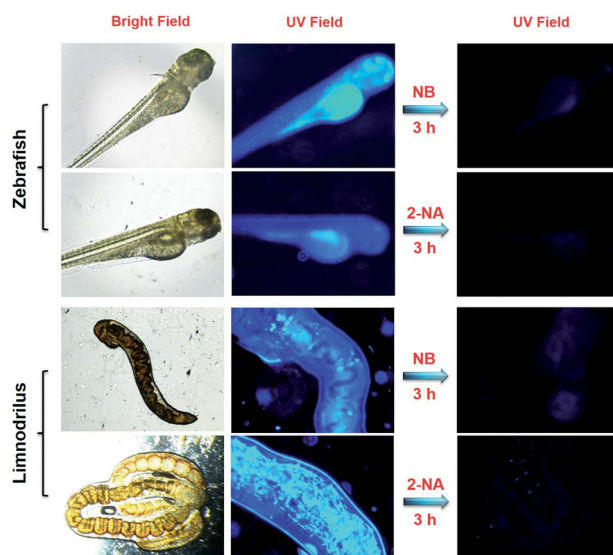 Bright Field
UV Field
UV Field
Zebrafish
NB
3 h
2-NA
3 h
Limnodrilus
NB
3 h
2-NA
3 h